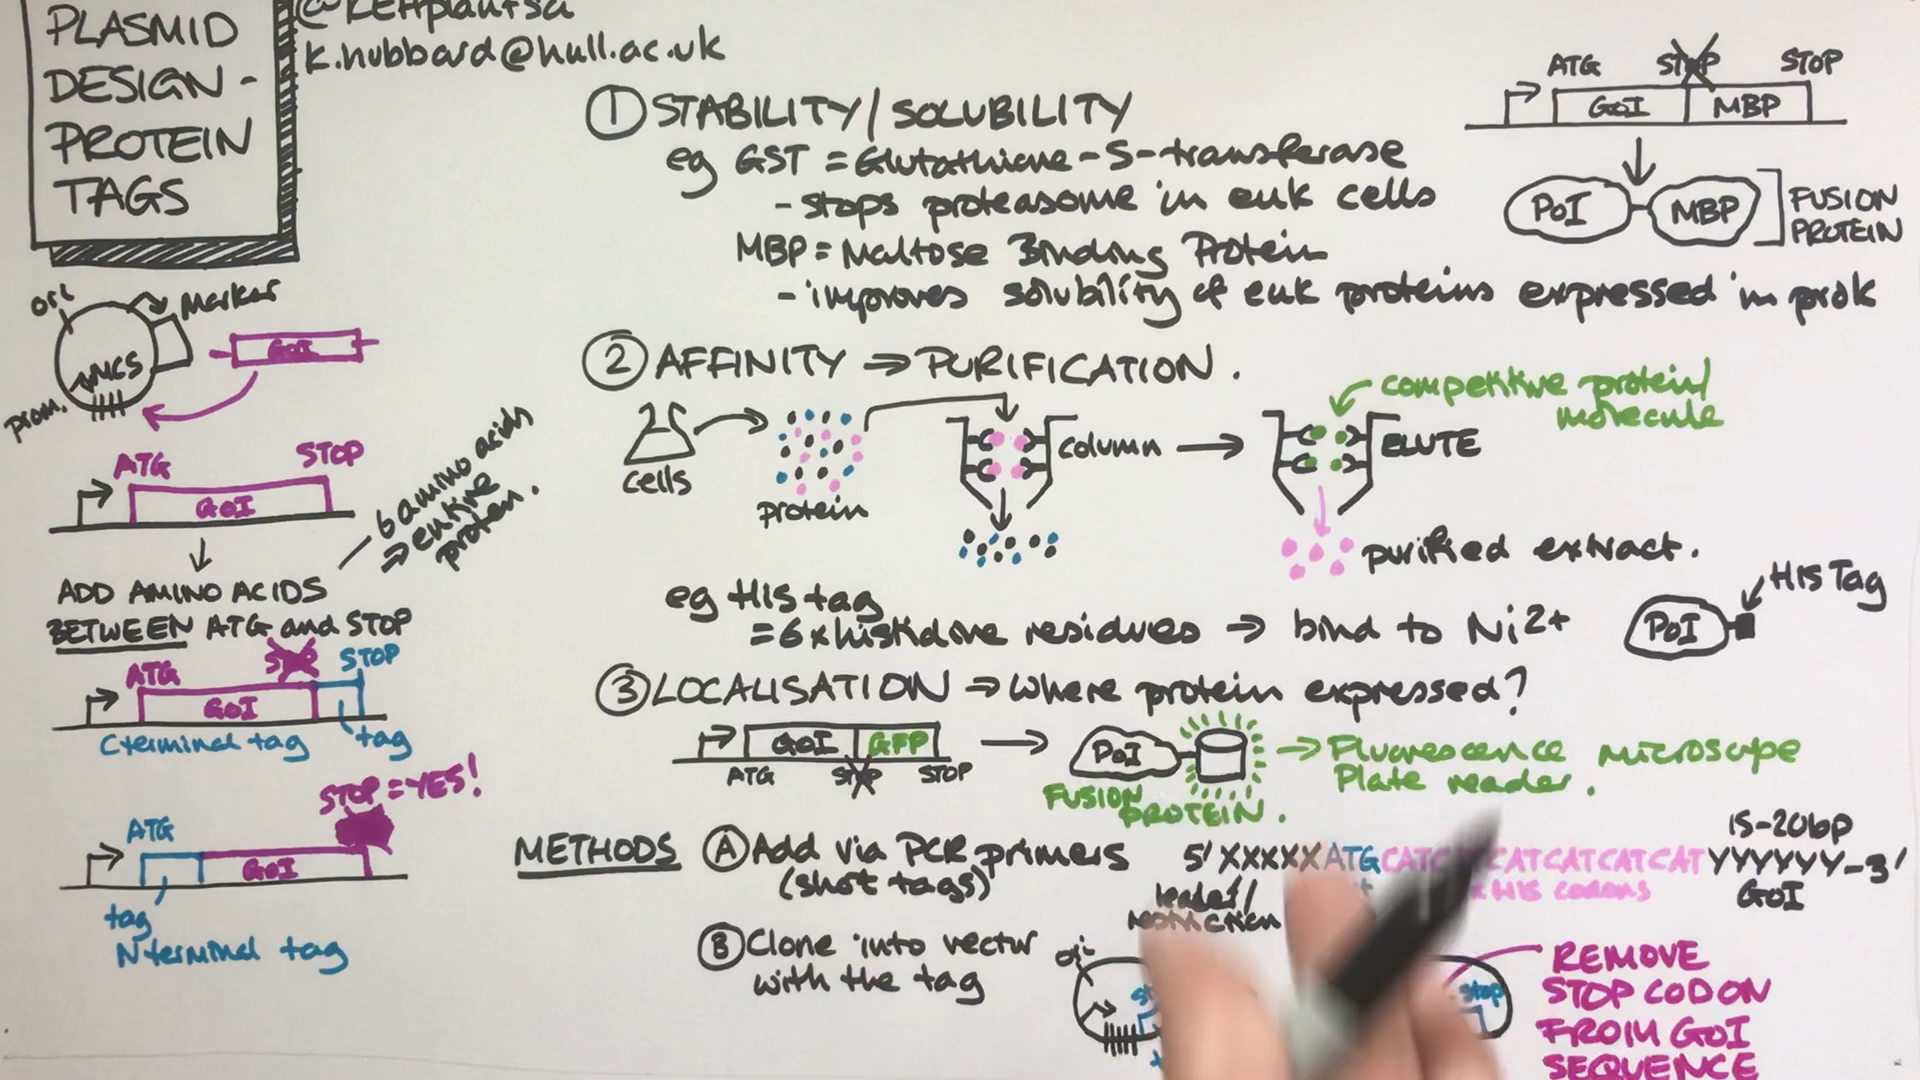 PLASMID
DESIGN -
PROTEIN
TAGS
k.hubbard@hull.ac.uk
ori
Marker
MCS
prom.
GOI
ATG STOP
GOI
6 amino acids
⇒ entire
protein.
ADD AMINO ACIDS
BETWEEN ATG and STOP
ATG STOP STOP
GOI
C terminal tag
tag
STOP = YES!
ATG
GOI
tag
N terminal tag
① STABILITY/SOLUBILITY
eg GST = Glutathione-S-transferase
- stops proteasome in euk cells
MBP = Maltose Binding Protein
- improves solubility of euk proteins expressed in prok
ATG STOP STOP
GOI MBP
PoI MBP
FUSION
PROTEIN
② AFFINITY → PURIFICATION.
cells
protein
column
competitive protein/
molecule
ELUTE
purified extract.
eg His tag
= 6 x histidine residues → bind to Ni2+
PoI
His Tag
③ LOCALISATION → Where protein expressed?
GOI GFP
ATG STOP STOP
PoI
FUSION
PROTEIN.
→ Fluorescence microscope
Plate reader.
METHODS
Ⓐ Add via PCR primers
(short tags)
5' XXXXXATGCATC CATCATCATCAT YYYYYY-3'
15-20bp
leader/
restriction
His codons
GOI
Ⓑ Clone into vector
with the tag
ori
stop
REMOVE
STOP CODON
FROM GOI
SEQUENCE